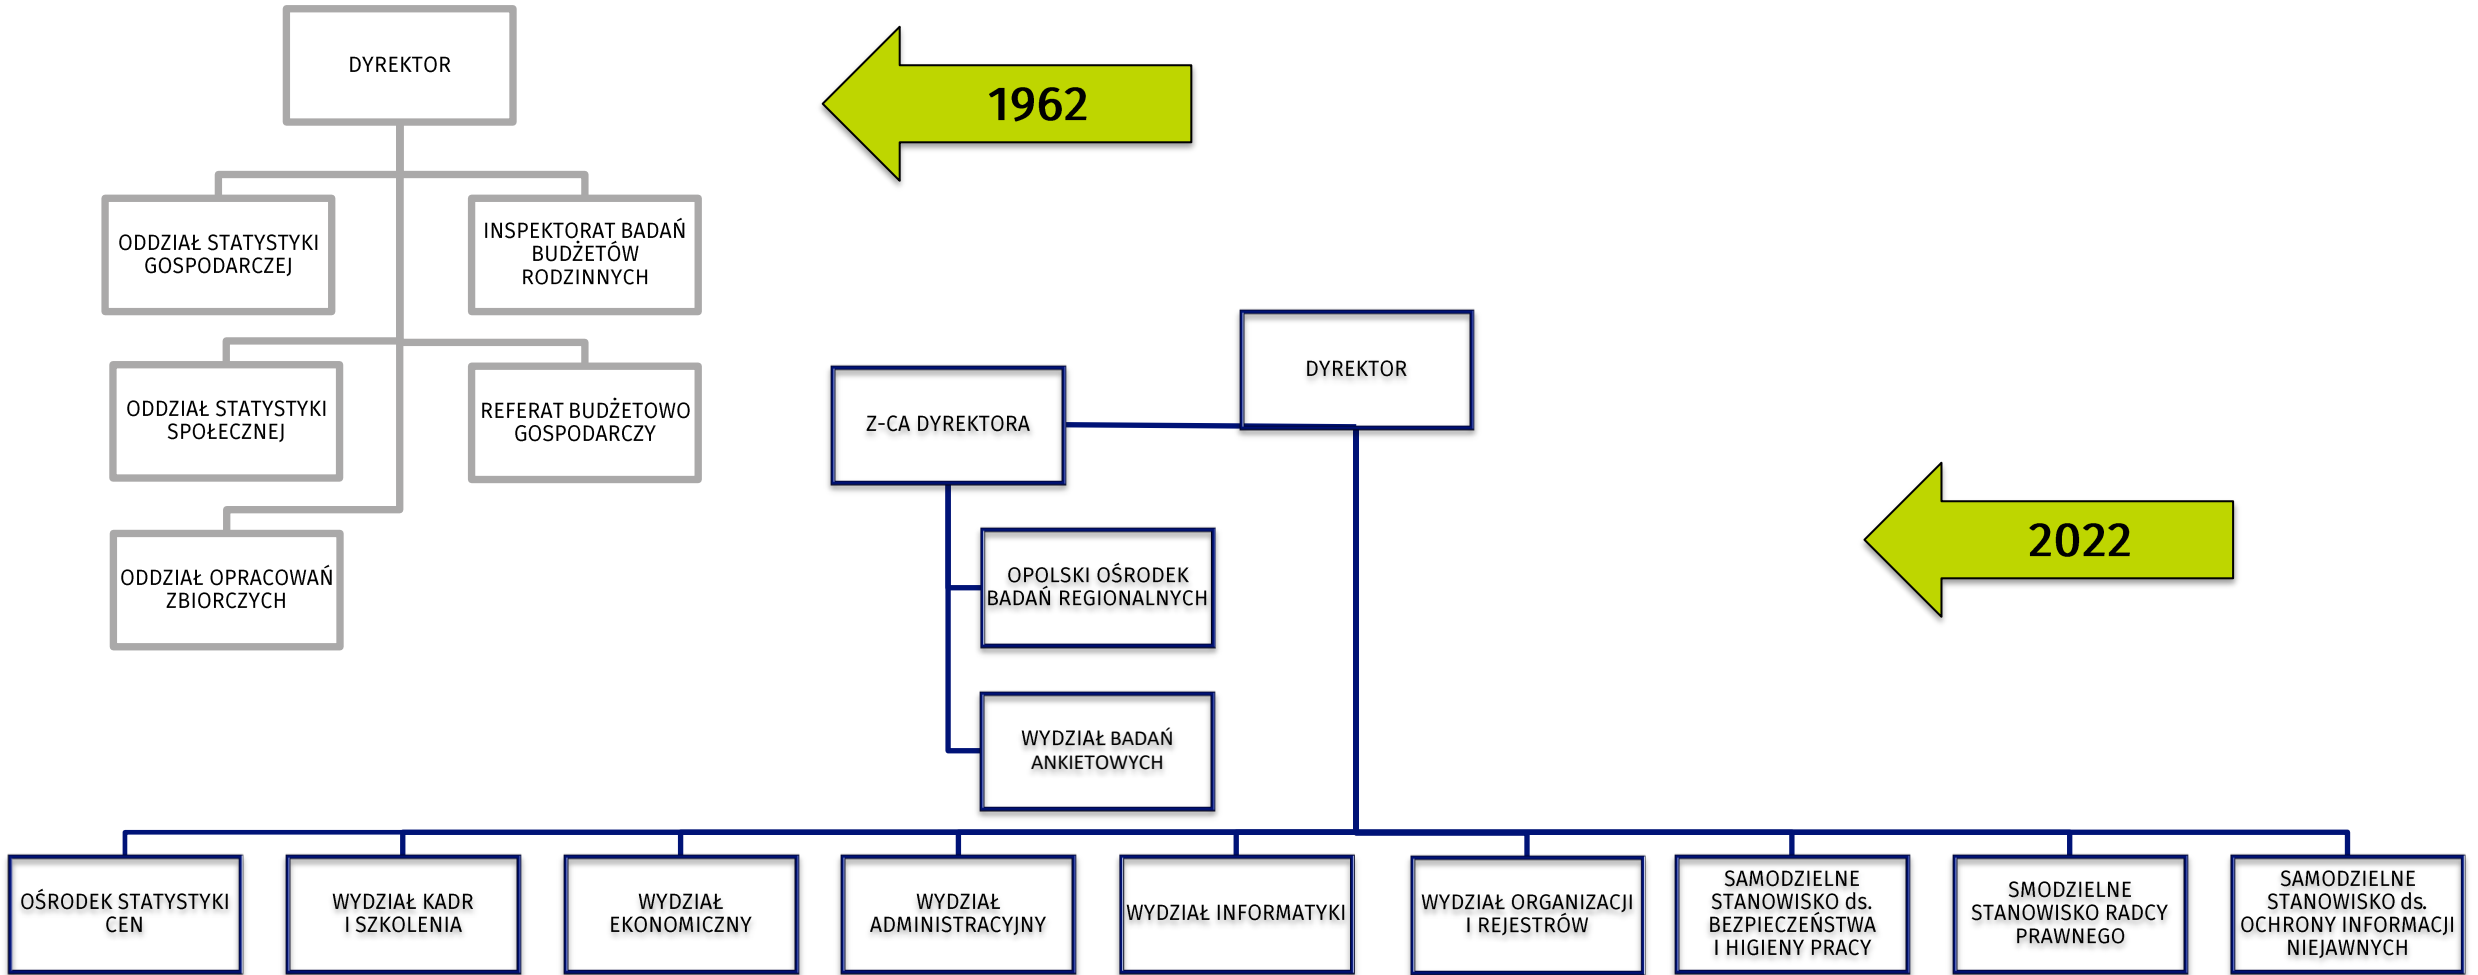 DYREKTOR
1962
ODDZIAŁ STATYSTYKI
GOSPODARCZEJ
INSPEKTORAT BADAŃ
BUDŻETÓW
RODZINNYCH
ODDZIAŁ STATYSTYKI
SPOŁECZNEJ
REFERAT BUDŻETOWO
GOSPODARCZY
ODDZIAŁ OPRACOWAŃ
ZBIORCZYCH
DYREKTOR
Z-CA DYREKTORA
2022
OPOLSKI OŚRODEK
BADAŃ REGIONALNYCH
WYDZIAŁ BADAŃ
ANKIETOWYCH
OŚRODEK STATYSTYKI
CEN
WYDZIAŁ KADR
I SZKOLENIA
WYDZIAŁ
EKONOMICZNY
WYDZIAŁ
ADMINISTRACYJNY
WYDZIAŁ INFORMATYKI
WYDZIAŁ ORGANIZACJI
I REJESTRÓW
SAMODZIELNE
STANOWISKO ds.
BEZPIECZEŃSTWA
I HIGIENY PRACY
SMODZIELNE
STANOWISKO RADCY
PRAWNEGO
SAMODZIELNE
STANOWISKO ds.
OCHRONY INFORMACJI
NIEJAWNYCH